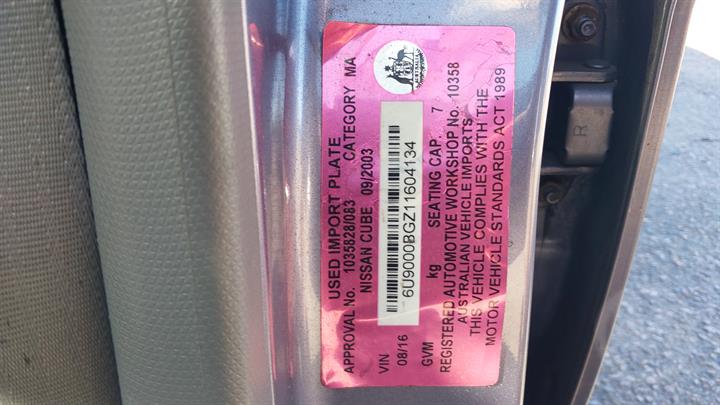 USED IMPORT PLATE
APPROVAL No. 1035828/083 CATEGORY MA
NISSAN CUBE 09/2003
VIN
08/16 6U9000BGZ11604134
GVM kg SEATING CAP 7
REGISTERED AUTOMOTIVE WORKSHOP No. 10358
AUSTRALIAN VEHICLE IMPORTS
THIS VEHICLE COMPLIES WITH THE
MOTOR VEHICLE STANDARDS ACT 1989
R